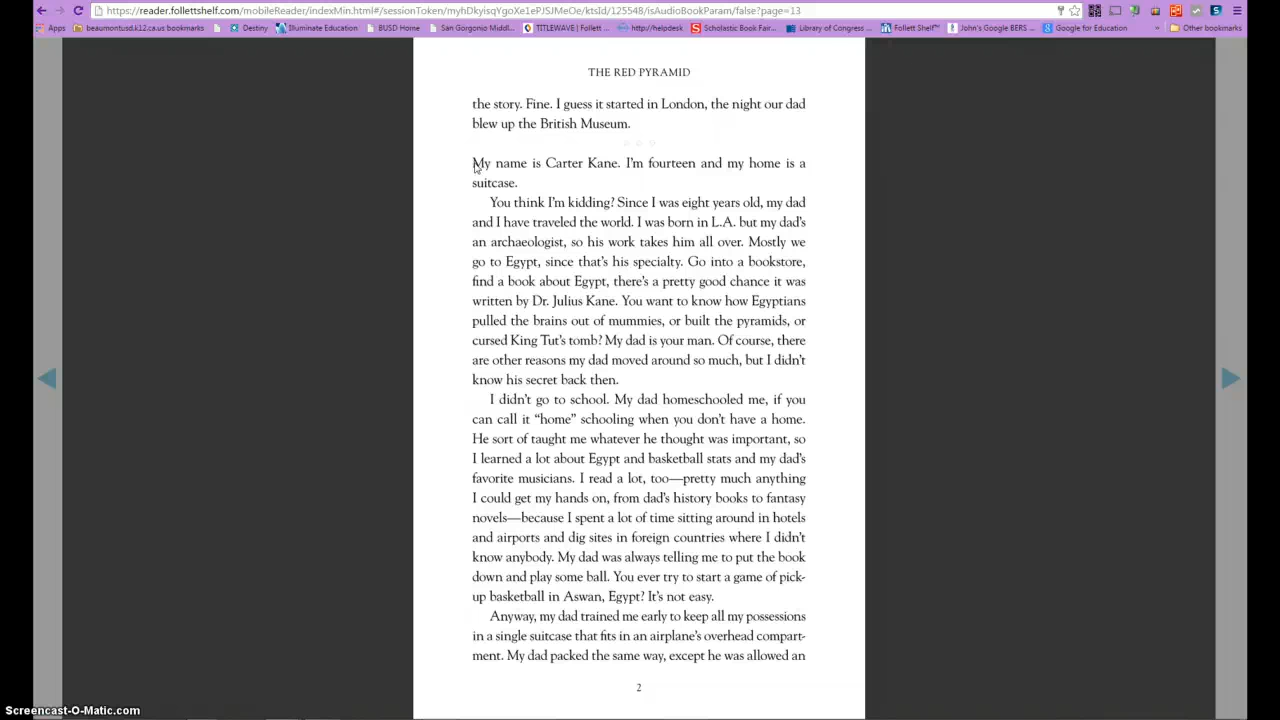 https://reader.follettshelf.com/mobileReader/indexMin.html#/sessionToken/myhDkyisqYgoXe1ePJSJMeOe/ktsId/125548/isAudioBookParam/false?page=13
Apps beaumontusd.k12.ca.us bookmarks Destiny Illuminate Education BUSD Home San Gorgonio Middl... TITLEWAVE | Follett ... http://helpdesk Scholastic Book Fair... Library of Congress ... Follett Shelf™ John's Google BERS ... Google for Education » Other bookmarks
THE RED PYRAMID
the story. Fine. I guess it started in London, the night our dad
blew up the British Museum.
My name is Carter Kane. I'm fourteen and my home is a
suitcase.
You think I'm kidding? Since I was eight years old, my dad
and I have traveled the world. I was born in L.A. but my dad's
an archaeologist, so his work takes him all over. Mostly we
go to Egypt, since that's his specialty. Go into a bookstore,
find a book about Egypt, there's a pretty good chance it was
written by Dr. Julius Kane. You want to know how Egyptians
pulled the brains out of mummies, or built the pyramids, or
cursed King Tut's tomb? My dad is your man. Of course, there
are other reasons my dad moved around so much, but I didn't
know his secret back then.
I didn't go to school. My dad homeschooled me, if you
can call it “home” schooling when you don't have a home.
He sort of taught me whatever he thought was important, so
I learned a lot about Egypt and basketball stats and my dad's
favorite musicians. I read a lot, too—pretty much anything
I could get my hands on, from dad's history books to fantasy
novels—because I spent a lot of time sitting around in hotels
and airports and dig sites in foreign countries where I didn't
know anybody. My dad was always telling me to put the book
down and play some ball. You ever try to start a game of pick-
up basketball in Aswan, Egypt? It's not easy.
Anyway, my dad trained me early to keep all my possessions
in a single suitcase that fits in an airplane's overhead compart-
ment. My dad packed the same way, except he was allowed an
2
Screencast-O-Matic.com